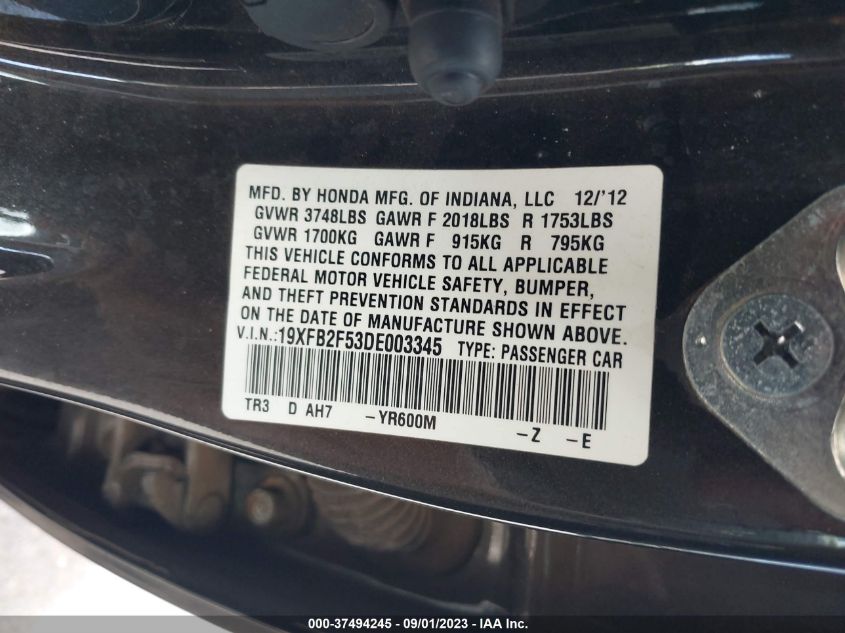 MFD. BY HONDA MFG. OF INDIANA, LLC 12/'12
GVWR 3748LBS GAWR F 2018LBS R 1753LBS
GVWR 1700KG GAWR F 915KG R 795KG
THIS VEHICLE CONFORMS TO ALL APPLICABLE
FEDERAL MOTOR VEHICLE SAFETY, BUMPER,
AND THEFT PREVENTION STANDARDS IN EFFECT
ON THE DATE OF MANUFACTURE SHOWN ABOVE.
V.I.N.:19XFB2F53DE003345 TYPE: PASSENGER CAR
TR3 D AH7 -YR600M -Z -E
000-37494245 - 09/01/2023 - IAA Inc.